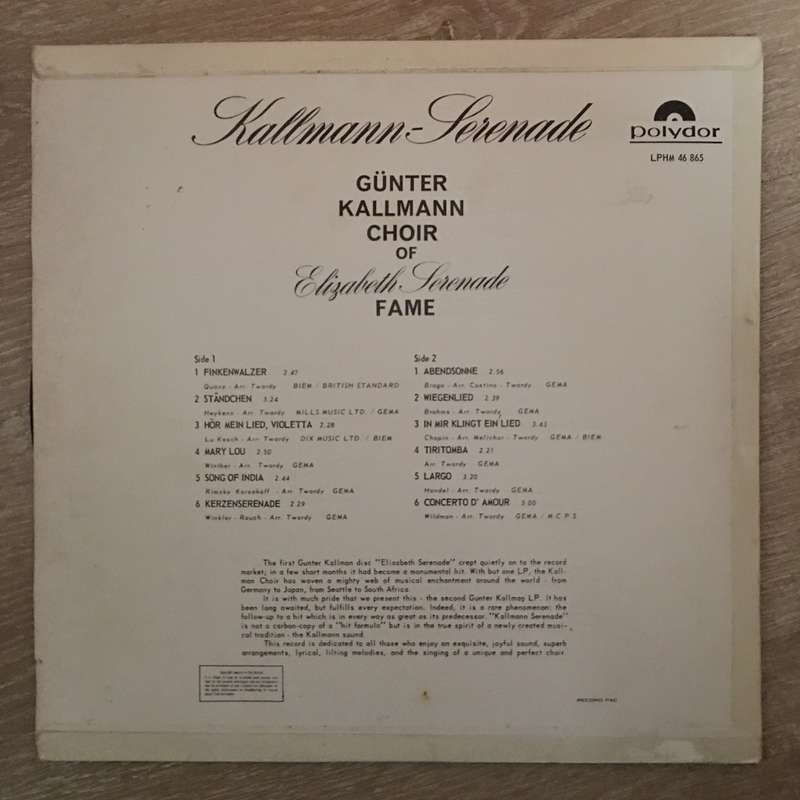 Kallmann-Serenade
polydor
LPHM 46 865
GÜNTER
KALLMANN
CHOIR
OF
Elizabeth Serenade
FAME
Side 1
1 FINKENWALZER 2.47
Quarx - Arr. Twardy BIEM / BRITISH STANDARD
2 STÄNDCHEN 3.24
Heykens - Arr. Twardy MILLS MUSIC LTD. / GEMA
3 HÖR MEIN LIED, VIOLETTA 2.28
Lu Kesch - Arr. Twardy DIX MUSIC LTD. / BIEM
4 MARY LOU 2.50
Winther - Arr. Twardy GEMA
5 SONG OF INDIA 2.44
Rimsky Korsakoff - Arr. Twardy GEMA
6 KERZENSERENADE 2.29
Winkler - Rauch - Arr. Twardy GEMA
Side 2
1 ABENDSONNE 2.56
Braga - Arr. Costino - Twardy GEMA
2 WIEGENLIED 2.39
Brahms - Arr. Twardy GEMA
3 IN MIR KLINGT EIN LIED 3.43
Chopin - Arr. Melichar - Twardy GEMA / BIEM
4 TIRITOMBA 2.21
Arr. Twardy GEMA
5 LARGO 3.20
Handel - Arr. Twardy GEMA
6 CONCERTO D' AMOUR 3.00
Wildman - Arr. Twardy GEMA / M.C.P.S.
The first Gunter Kallman disc "Elizabeth Serenade" crept quietly on to the record
market; in a few short months it had become a monumental hit. With but one LP, the Kall-
man Choir has woven a mighty web of musical enchantment around the world - from
Germany to Japan, from Seattle to South Africa.
It is with much pride that we present this - the second Gunter Kallman LP. It has
been long awaited, but fulfills every expectation. Indeed, it is a rare phenomenon: the
follow-up to a hit which is in every way as great as its predecessor. "Kallmann Serenade"
is not a carbon-copy of a "hit formula" but is in the true spirit of a newly created musi-
cal tradition - the Kallmann sound.
This record is dedicated to all those who enjoy an exquisite, joyful sound, superb
arrangements, lyrical, lilting melodies, and the singing of a unique and perfect choir
RECORD PAC